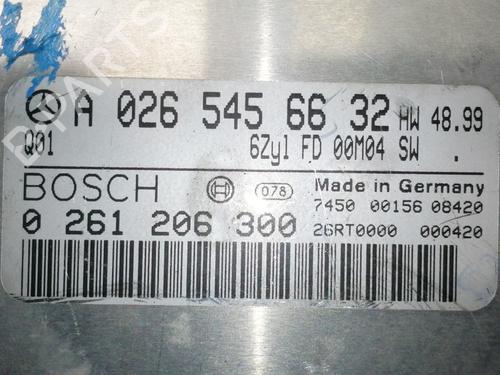 A 026 545 66 32 HW 48.99
Q01 6Zyl FD 00M04 SW .
BOSCH 078 Made in Germany
7450 00156 08420
0 261 206 300 26RT0000 000420
B PARTS